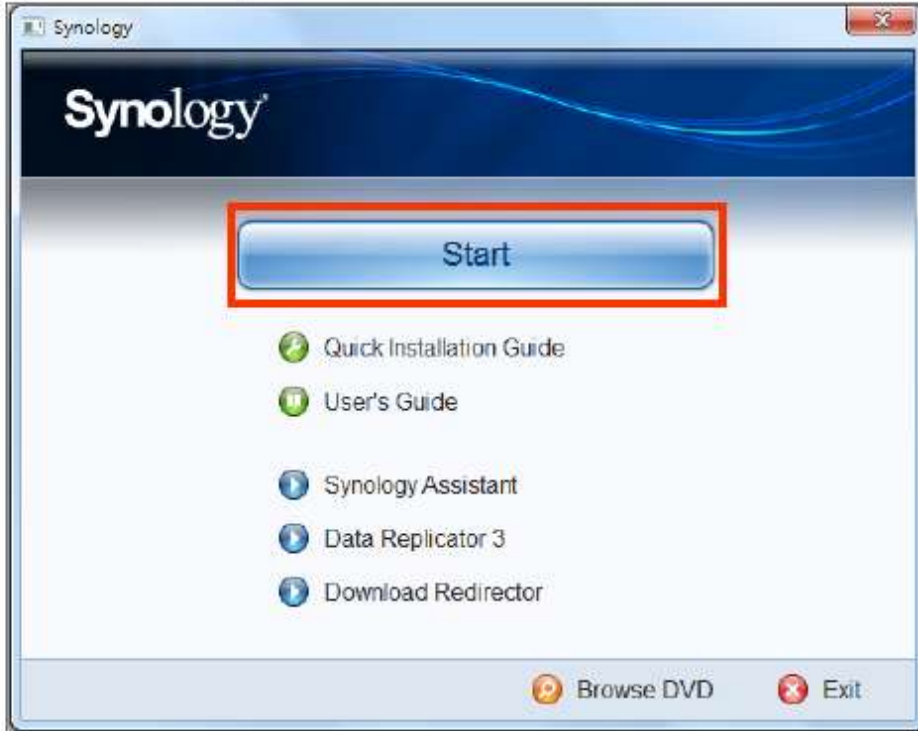 Synology
Synology
Start
Quick Installation Guide
User's Guide
Synology Assistant
Data Replicator 3
Download Redirector
Browse DVD
Exit